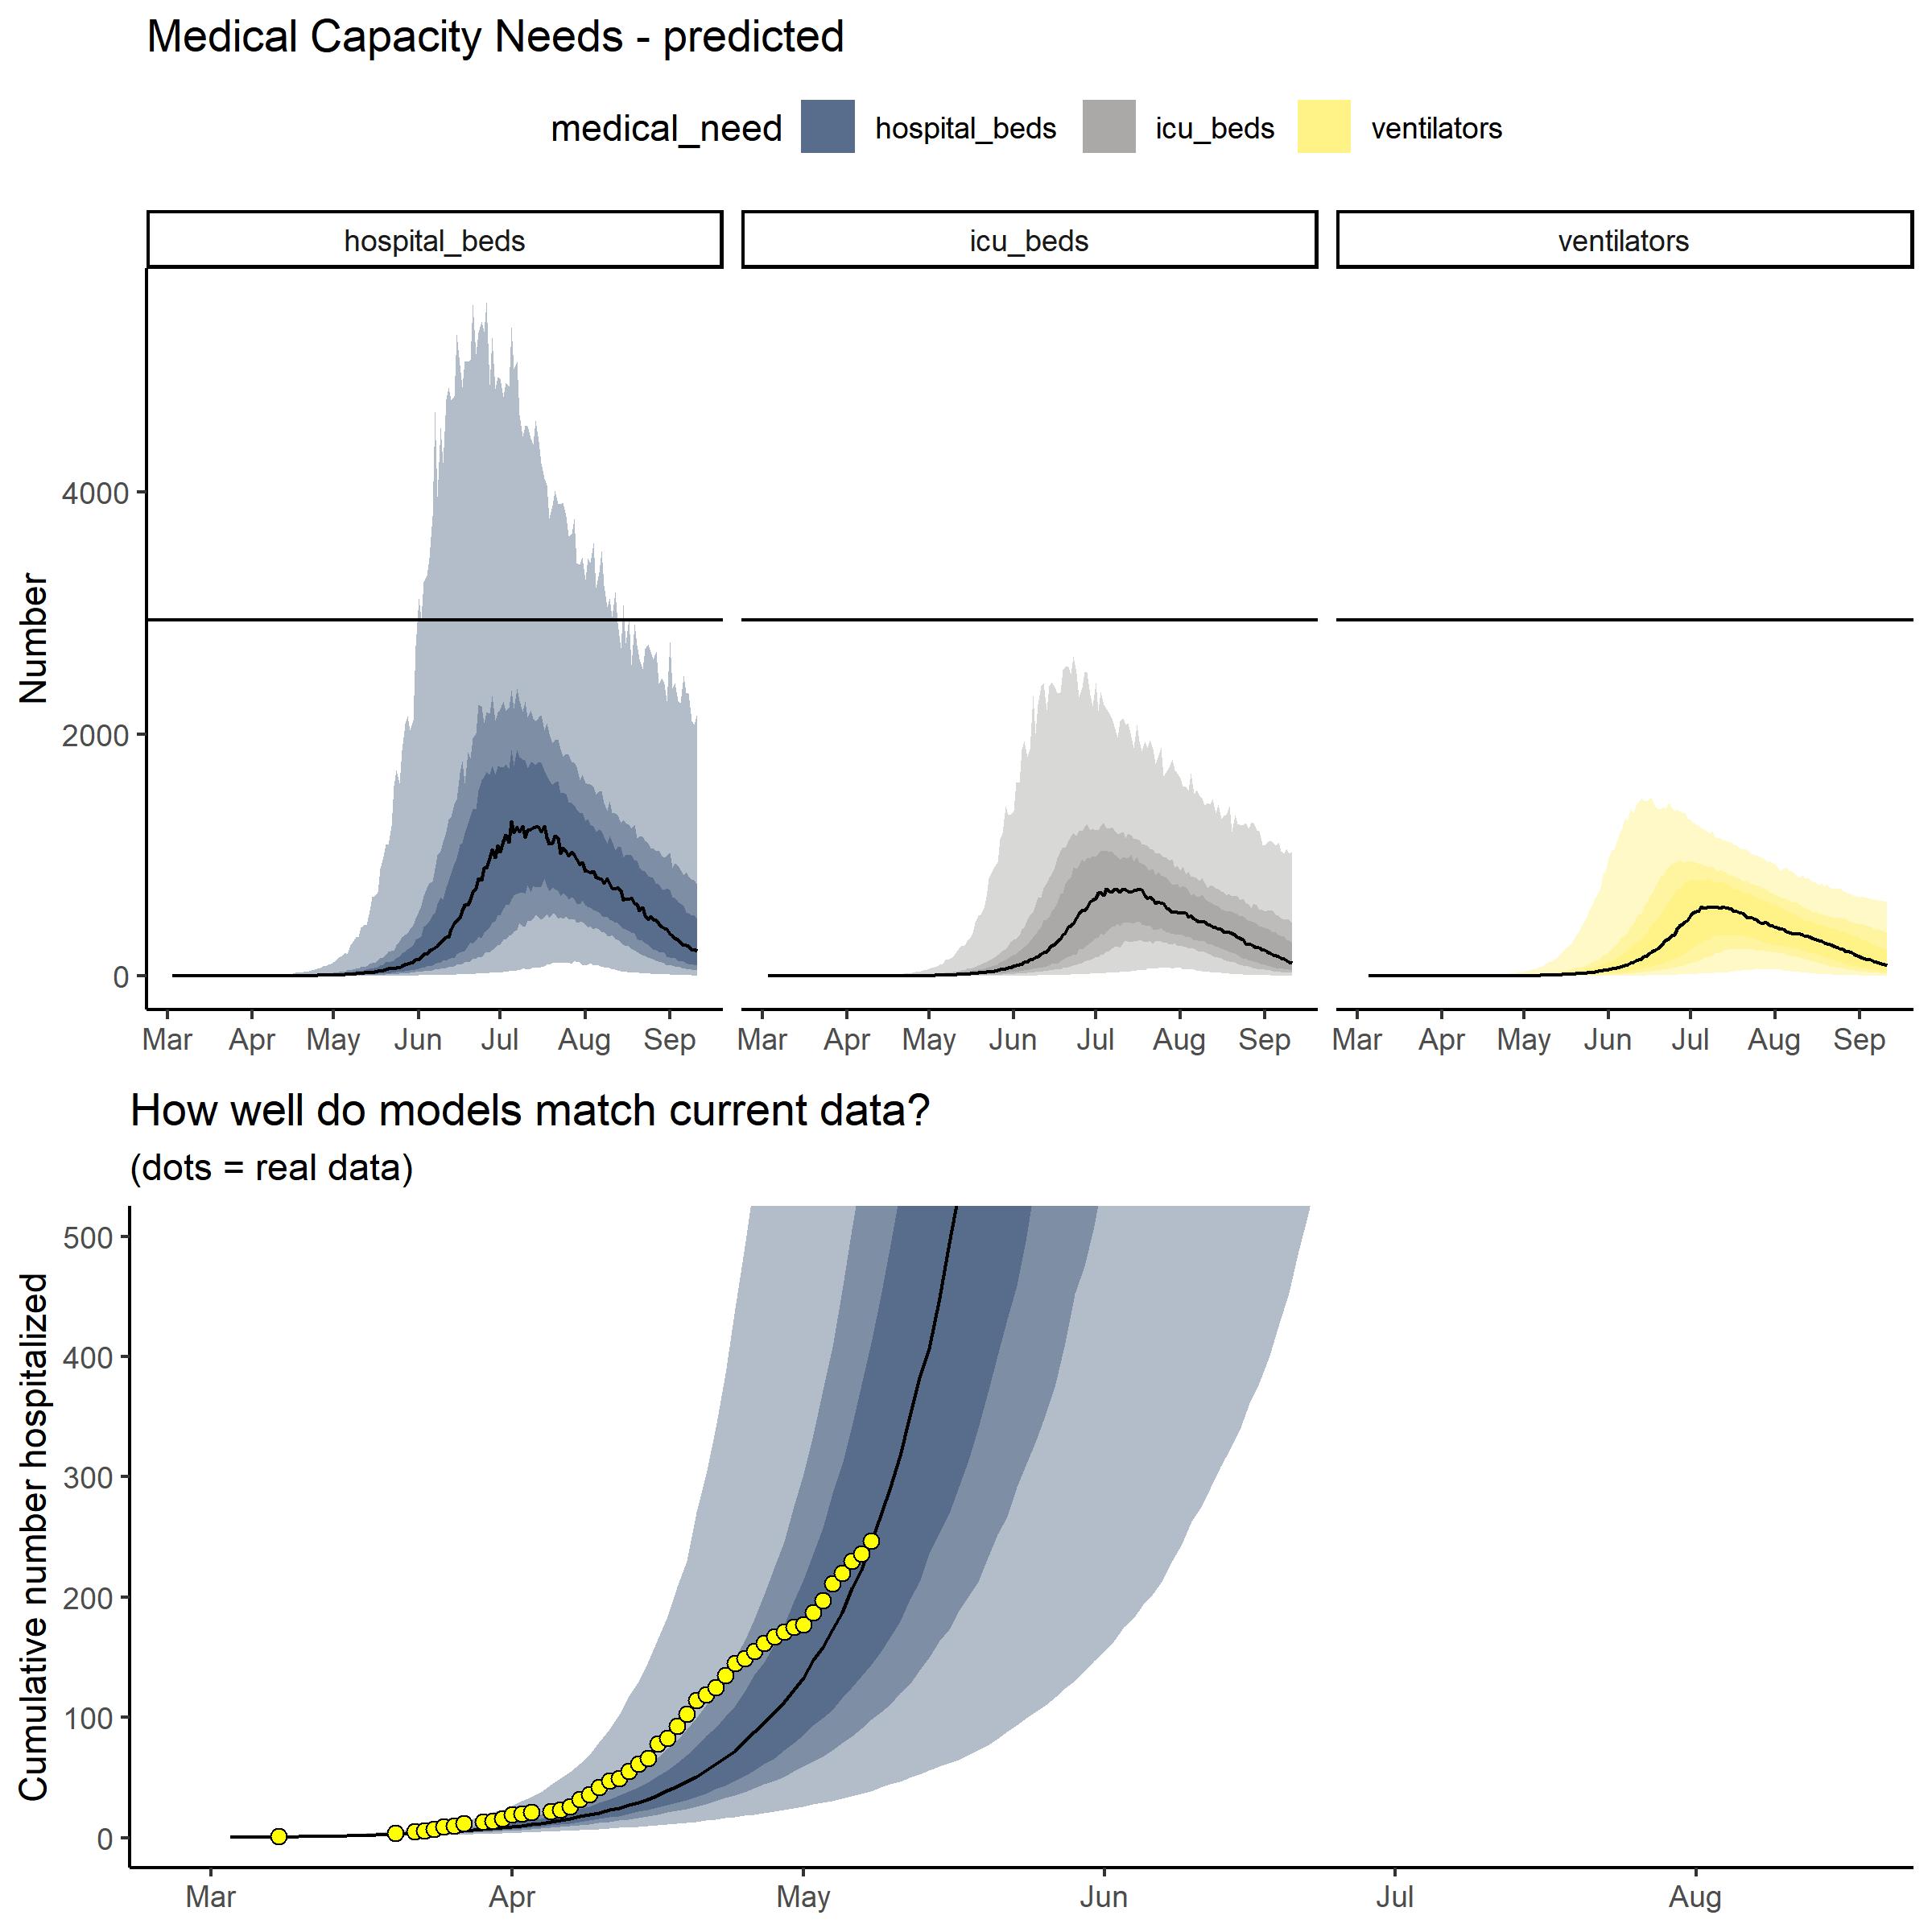 Medical Capacity Needs - predicted
medical_need hospital_beds icu_beds ventilators
hospital_beds icu_beds ventilators
Number
4000
2000
0
Mar Apr May Jun Jul Aug Sep Mar Apr May Jun Jul Aug Sep Mar Apr May Jun Jul Aug Sep
How well do models match current data?
(dots = real data)
Cumulative number hospitalized
500
400
300
200
100
0
Mar Apr May Jun Jul Aug